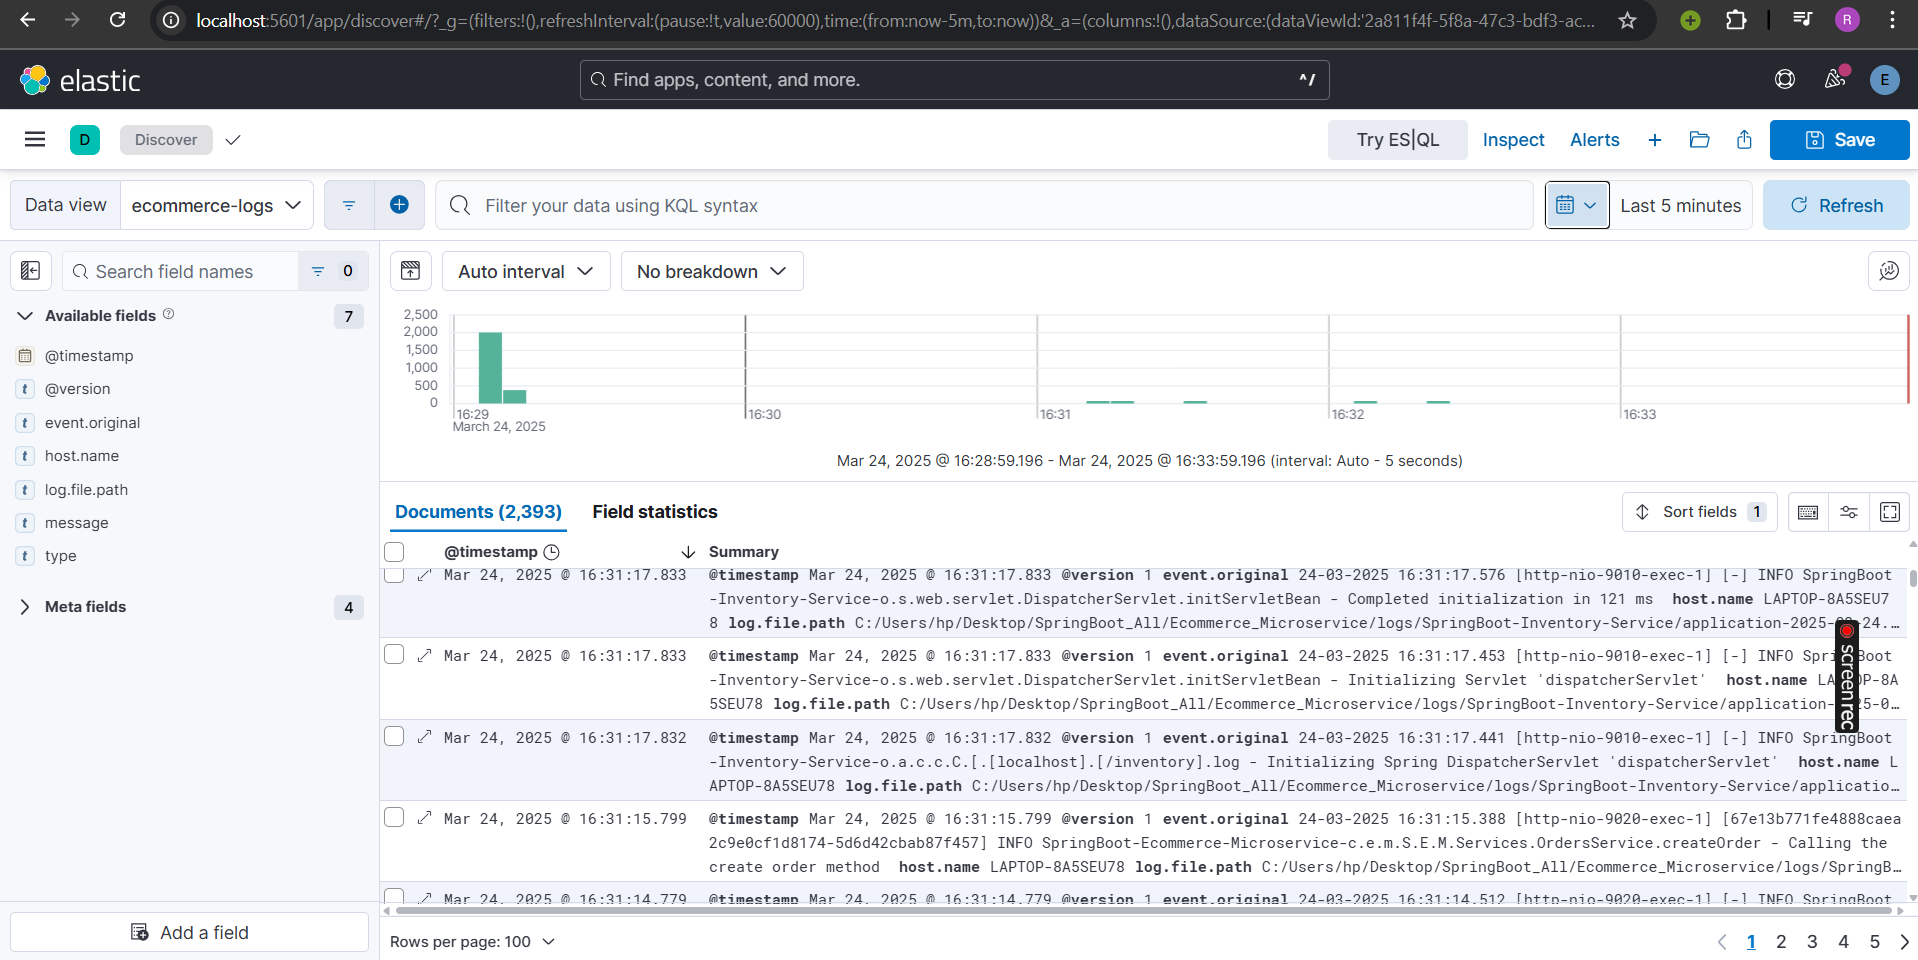 localhost:5601/app/discover#/?_g=(filters:!(),refreshInterval:(pause:!t,value:60000),time:(from:now-5m,to:now))&_a=(columns:!(),dataSource:(dataViewId:'2a811f4f-5f8a-47c3-bdf3-ac...
R
elastic
Find apps, content, and more.
^/
E
D
Discover
Try ES|QL
Inspect
Alerts
Save
Data view
ecommerce-logs
Filter your data using KQL syntax
Last 5 minutes
Refresh
Search field names
0
Auto interval
No breakdown
Available fields
7
@timestamp
t @version
t event.original
t host.name
t log.file.path
t message
t type
Meta fields
4
Add a field
2,500
2,000
1,500
1,000
500
0
16:29
16:30
16:31
16:32
16:33
March 24, 2025
Mar 24, 2025 @ 16:28:59.196 - Mar 24, 2025 @ 16:33:59.196 (interval: Auto - 5 seconds)
Documents (2,393)
Field statistics
Sort fields 1
@timestamp
Summary
Mar 24, 2025 @ 16:31:17.833 @timestamp Mar 24, 2025 @ 16:31:17.833 @version 1 event.original 24-03-2025 16:31:17.576 [http-nio-9010-exec-1] [-] INFO SpringBoot
-Inventory-Service-o.s.web.servlet.DispatcherServlet.initServletBean - Completed initialization in 121 ms host.name LAPTOP-8A5SEU7
8 log.file.path C:/Users/hp/Desktop/SpringBoot_All/Ecommerce_Microservice/logs/SpringBoot-Inventory-Service/application-2025-03-24.…
Mar 24, 2025 @ 16:31:17.833 @timestamp Mar 24, 2025 @ 16:31:17.833 @version 1 event.original 24-03-2025 16:31:17.453 [http-nio-9010-exec-1] [-] INFO SpringBoot
-Inventory-Service-o.s.web.servlet.DispatcherServlet.initServletBean - Initializing Servlet 'dispatcherServlet' host.name LAPTOP-8A
5SEU78 log.file.path C:/Users/hp/Desktop/SpringBoot_All/Ecommerce_Microservice/logs/SpringBoot-Inventory-Service/application-2025-0…
Mar 24, 2025 @ 16:31:17.832 @timestamp Mar 24, 2025 @ 16:31:17.832 @version 1 event.original 24-03-2025 16:31:17.441 [http-nio-9010-exec-1] [-] INFO SpringBoot
-Inventory-Service-o.a.c.c.C.[.[localhost].[/inventory].log - Initializing Spring DispatcherServlet 'dispatcherServlet' host.name L
APTOP-8A5SEU78 log.file.path C:/Users/hp/Desktop/SpringBoot_All/Ecommerce_Microservice/logs/SpringBoot-Inventory-Service/applicatio…
Mar 24, 2025 @ 16:31:15.799 @timestamp Mar 24, 2025 @ 16:31:15.799 @version 1 event.original 24-03-2025 16:31:15.388 [http-nio-9020-exec-1] [67e13b771fe4888caea
2c9e0cf1d8174-5d6d42cbab87f457] INFO SpringBoot-Ecommerce-Microservice-c.e.m.S.E.M.Services.OrdersService.createOrder - Calling the
create order method host.name LAPTOP-8A5SEU78 log.file.path C:/Users/hp/Desktop/SpringBoot_All/Ecommerce_Microservice/logs/SpringB…
Mar 24, 2025 @ 16:31:14.779 @timestamp Mar 24, 2025 @ 16:31:14.779 @version 1 event.original 24-03-2025 16:31:14.512 [http-nio-9020-exec-1] [-] INFO SpringBoot
screenrec
Rows per page: 100
1 2 3 4 5